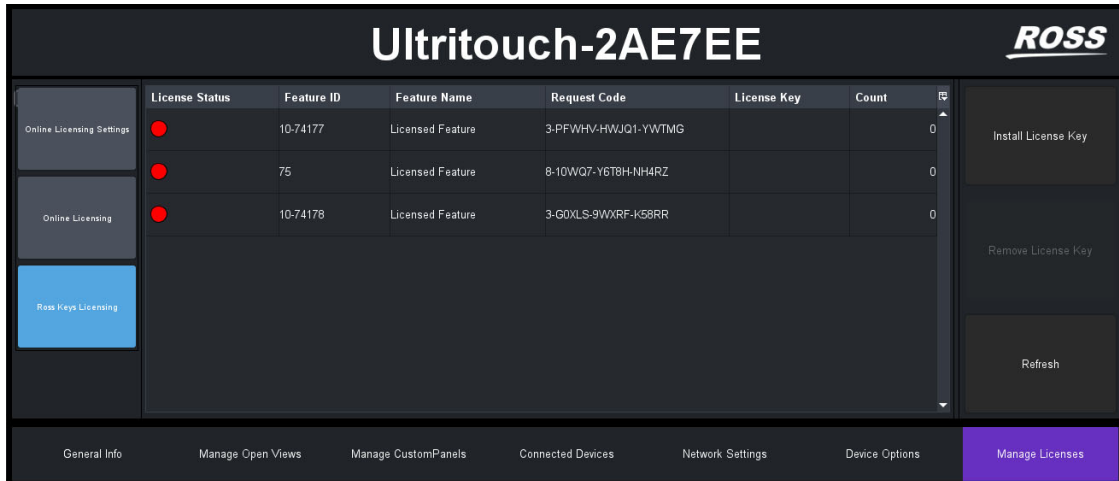 Ultritouch-2AE7EE
ROSS
License Status Feature ID Feature Name Request Code License Key Count
Online Licensing Settings
10-74177 Licensed Feature 3-PFWHV-HWJQ1-YWTMG 0
Install License Key
75 Licensed Feature 8-10WQ7-Y6T8H-NH4RZ 0
Online Licensing
10-74178 Licensed Feature 3-G0XLS-9WXRF-K58RR 0
Remove License Key
Ross Keys Licensing
Refresh
General Info Manage Open Views Manage CustomPanels Connected Devices Network Settings Device Options Manage Licenses